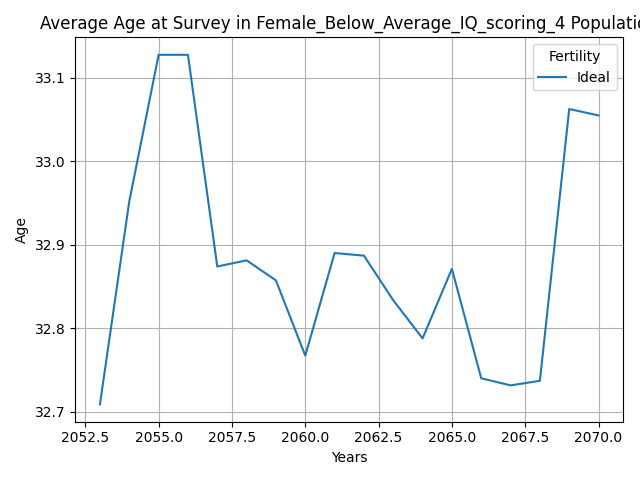 Average Age at Survey in Female_Below_Average_IQ_scoring_4
Fertility
Ideal
33.1
33.0
32.9
32.8
32.7
Age
2052.5 2055.0 2057.5 2060.0 2062.5 2065.0 2067.5 2070.0
Years